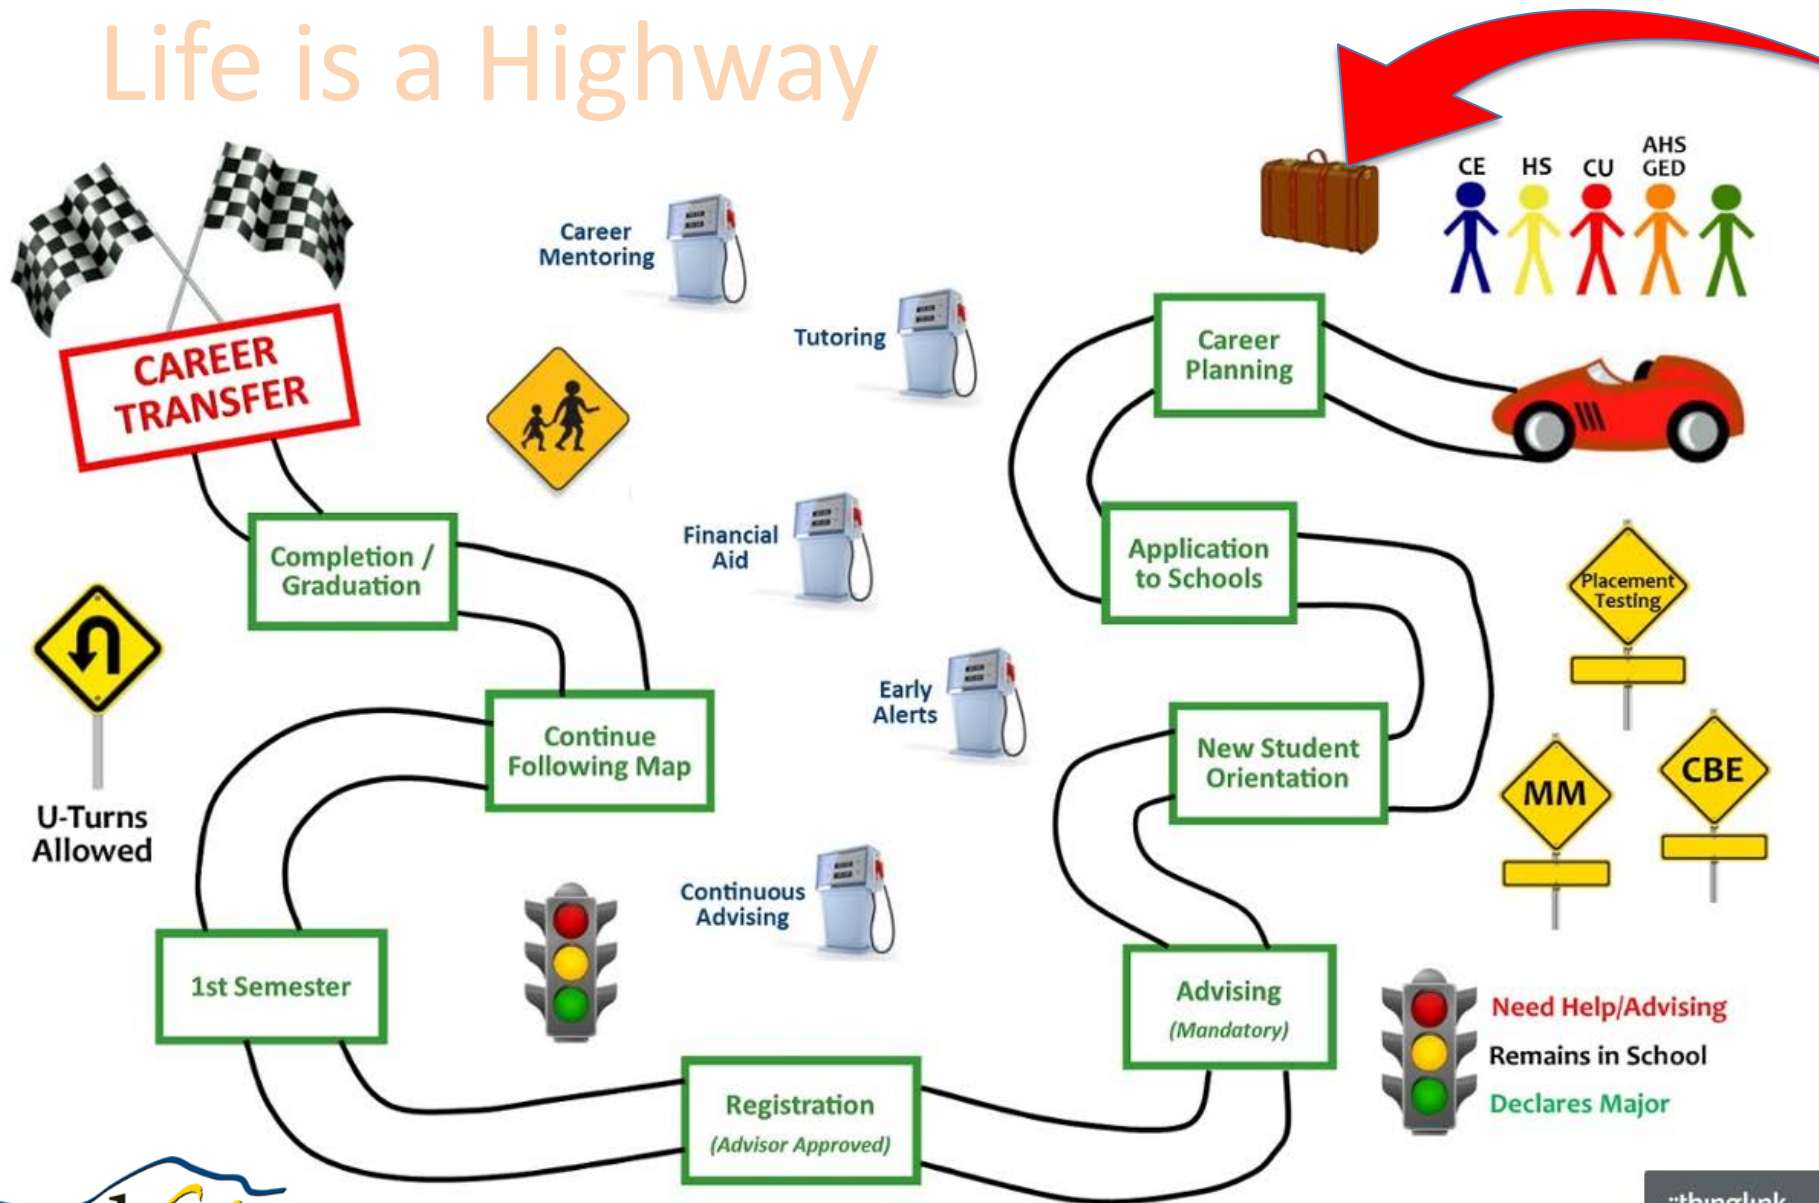 Life is a Highway
CE
HS
CU
AHS
GED
Career
Mentoring
Tutoring
Career
Planning
CAREER
TRANSFER
Financial
Aid
Application
to Schools
Completion /
Graduation
Placement
Testing
Early
Alerts
New Student
Orientation
Continue
Following Map
MM
CBE
U-Turns
Allowed
Continuous
Advising
1st Semester
Advising
(Mandatory)
Need Help/Advising
Remains in School
Declares Major
Registration
(Advisor Approved)